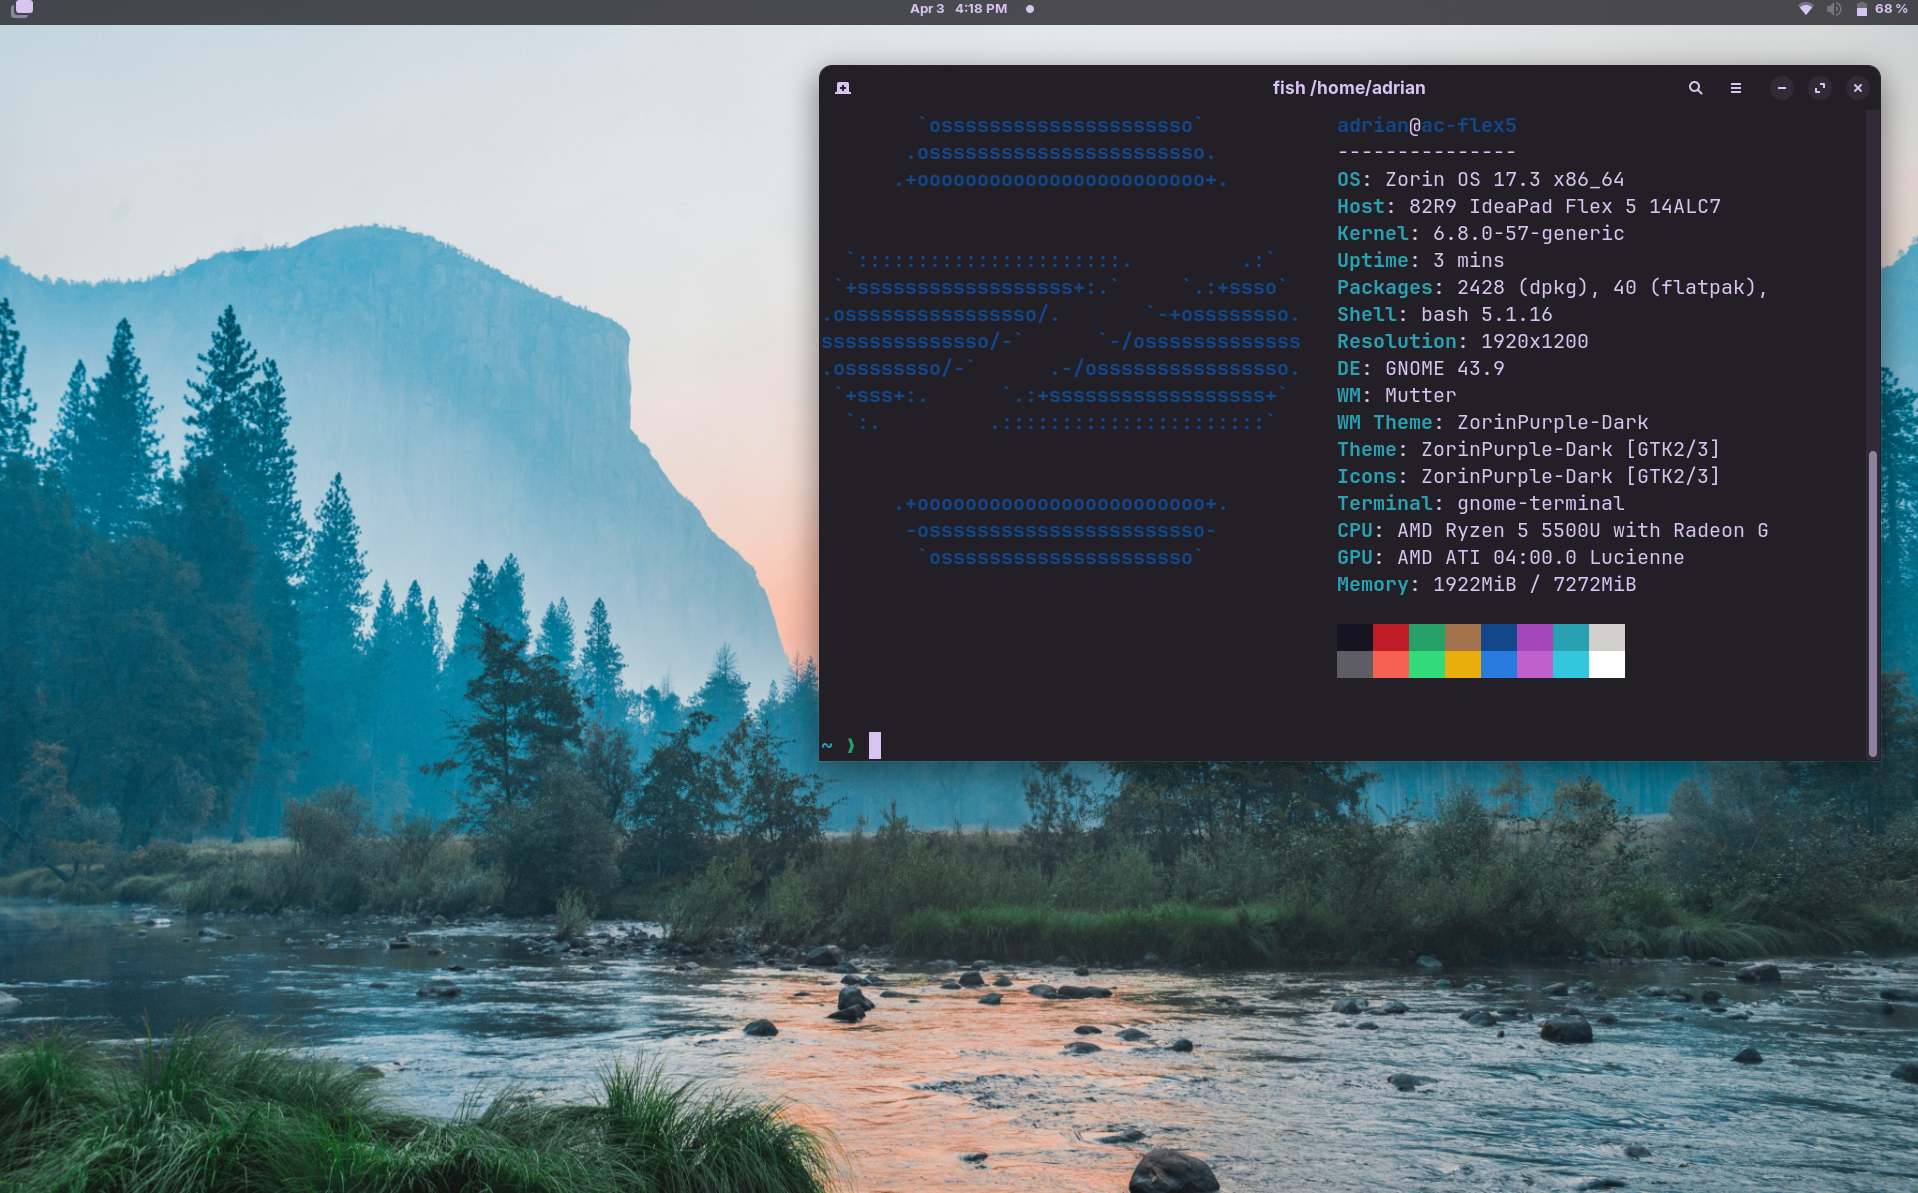 Apr 3 4:18 PM
68 %
fish /home/adrian
`osssssssssssssssssssso`
.osssssssssssssssssssssso.
.+oooooooooooooooooooooooo+.
`::::::::::::::::::::::. .:`
`+ssssssssssssssssss+:.` `.:+ssso`
.ossssssssssssssso/. `-+ossssssso.
ssssssssssssso/-` `-/osssssssssssss
.ossssssso/-` .-/ossssssssssssssso.
`+sss+:. `.:+ssssssssssssssssss+`
`:. .::::::::::::::::::::::`
.+oooooooooooooooooooooooo+.
-osssssssssssssssssssssso-
`osssssssssssssssssssso`
adrian@ac-flex5
---------------
OS: Zorin OS 17.3 x86_64
Host: 82R9 IdeaPad Flex 5 14ALC7
Kernel: 6.8.0-57-generic
Uptime: 3 mins
Packages: 2428 (dpkg), 40 (flatpak),
Shell: bash 5.1.16
Resolution: 1920x1200
DE: GNOME 43.9
WM: Mutter
WM Theme: ZorinPurple-Dark
Theme: ZorinPurple-Dark [GTK2/3]
Icons: ZorinPurple-Dark [GTK2/3]
Terminal: gnome-terminal
CPU: AMD Ryzen 5 5500U with Radeon G
GPU: AMD ATI 04:00.0 Lucienne
Memory: 1922MiB / 7272MiB
~ ❯